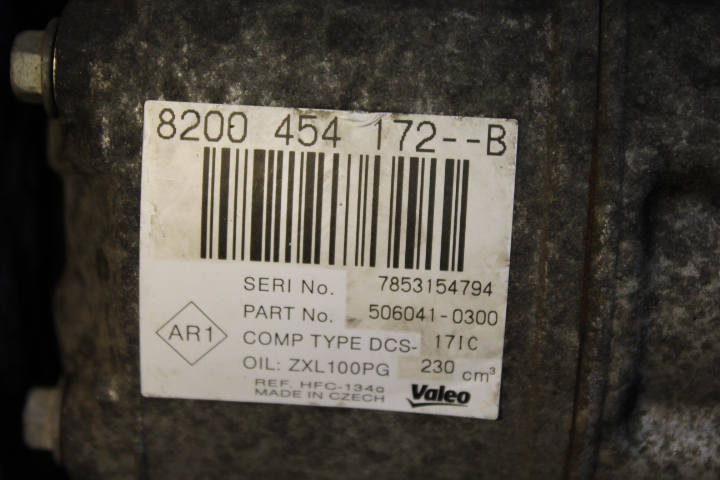 8200 454 172--B
SERI No. 7853154794
PART No. 506041-0300
AR1
COMP TYPE DCS- 17IC
OIL: ZXL100PG 230 cm³
REF. HFC-134a
MADE IN CZECH
Valeo